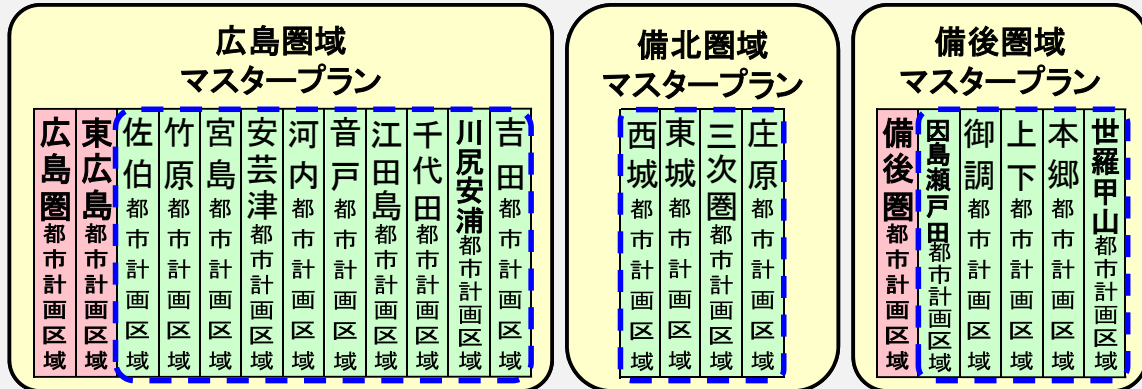 広島圏域
マスタープラン
広島圏都市計画区域
東広島都市計画区域
佐伯都市計画区域
竹原都市計画区域
宮島都市計画区域
安芸津都市計画区域
河内都市計画区域
音戸都市計画区域
江田島都市計画区域
千代田都市計画区域
川尻安浦都市計画区域
吉田都市計画区域
備北圏域
マスタープラン
西城都市計画区域
東城都市計画区域
三次圏都市計画区域
庄原都市計画区域
備後圏域
マスタープラン
備後圏都市計画区域
因島瀬戸田都市計画区域
御調都市計画区域
上下都市計画区域
本郷都市計画区域
世羅甲山都市計画区域